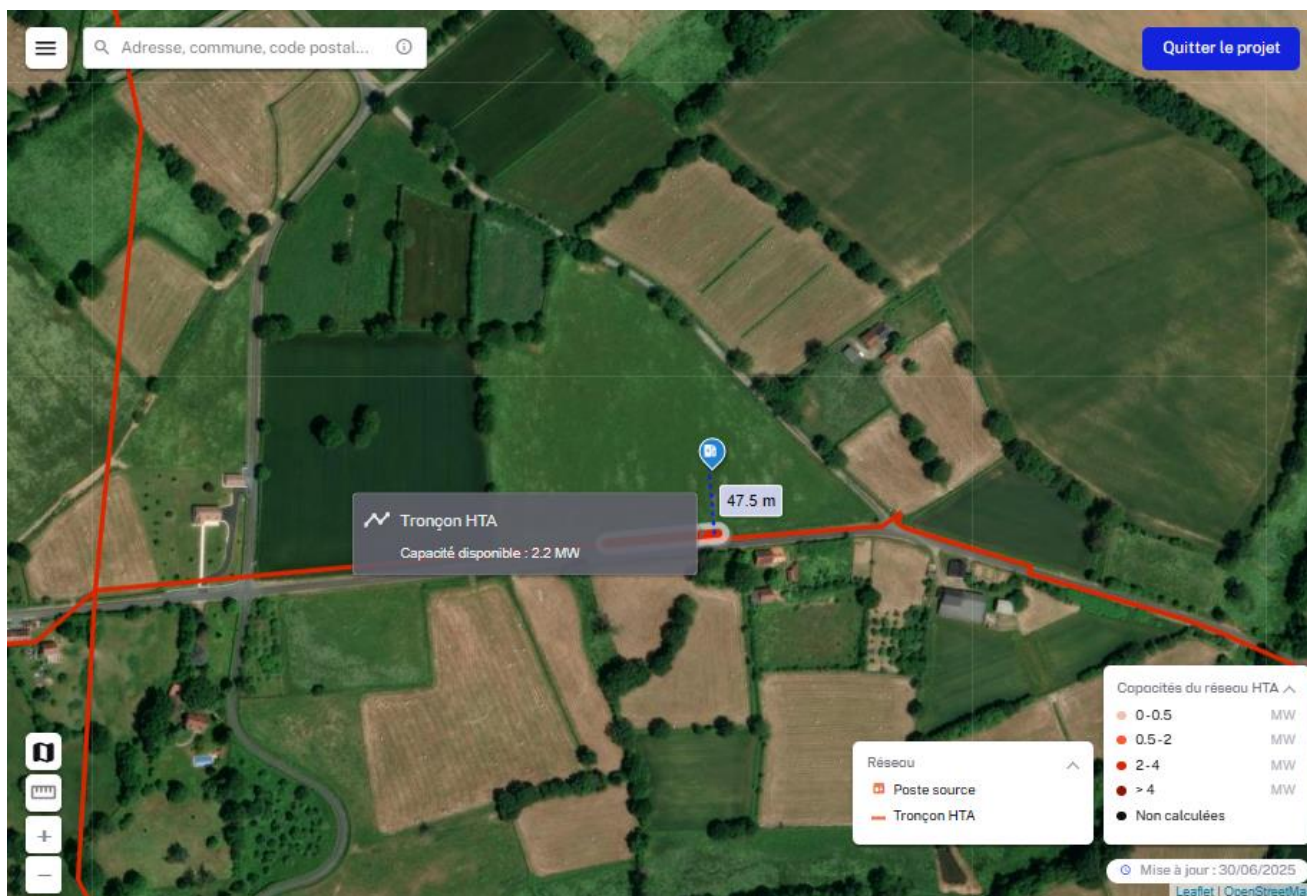 Adresse, commune, code postal...
Quitter le projet
47.5 m
Tronçon HTA
Capacité disponible : 2.2 MW
Capacités du réseau HTA
0-0.5 MW
0.5-2 MW
2-4 MW
> 4 MW
Non calculées
Réseau
Poste source
Tronçon HTA
+
−
Mise à jour : 30/06/2025
Leaflet | OpenStreetMa